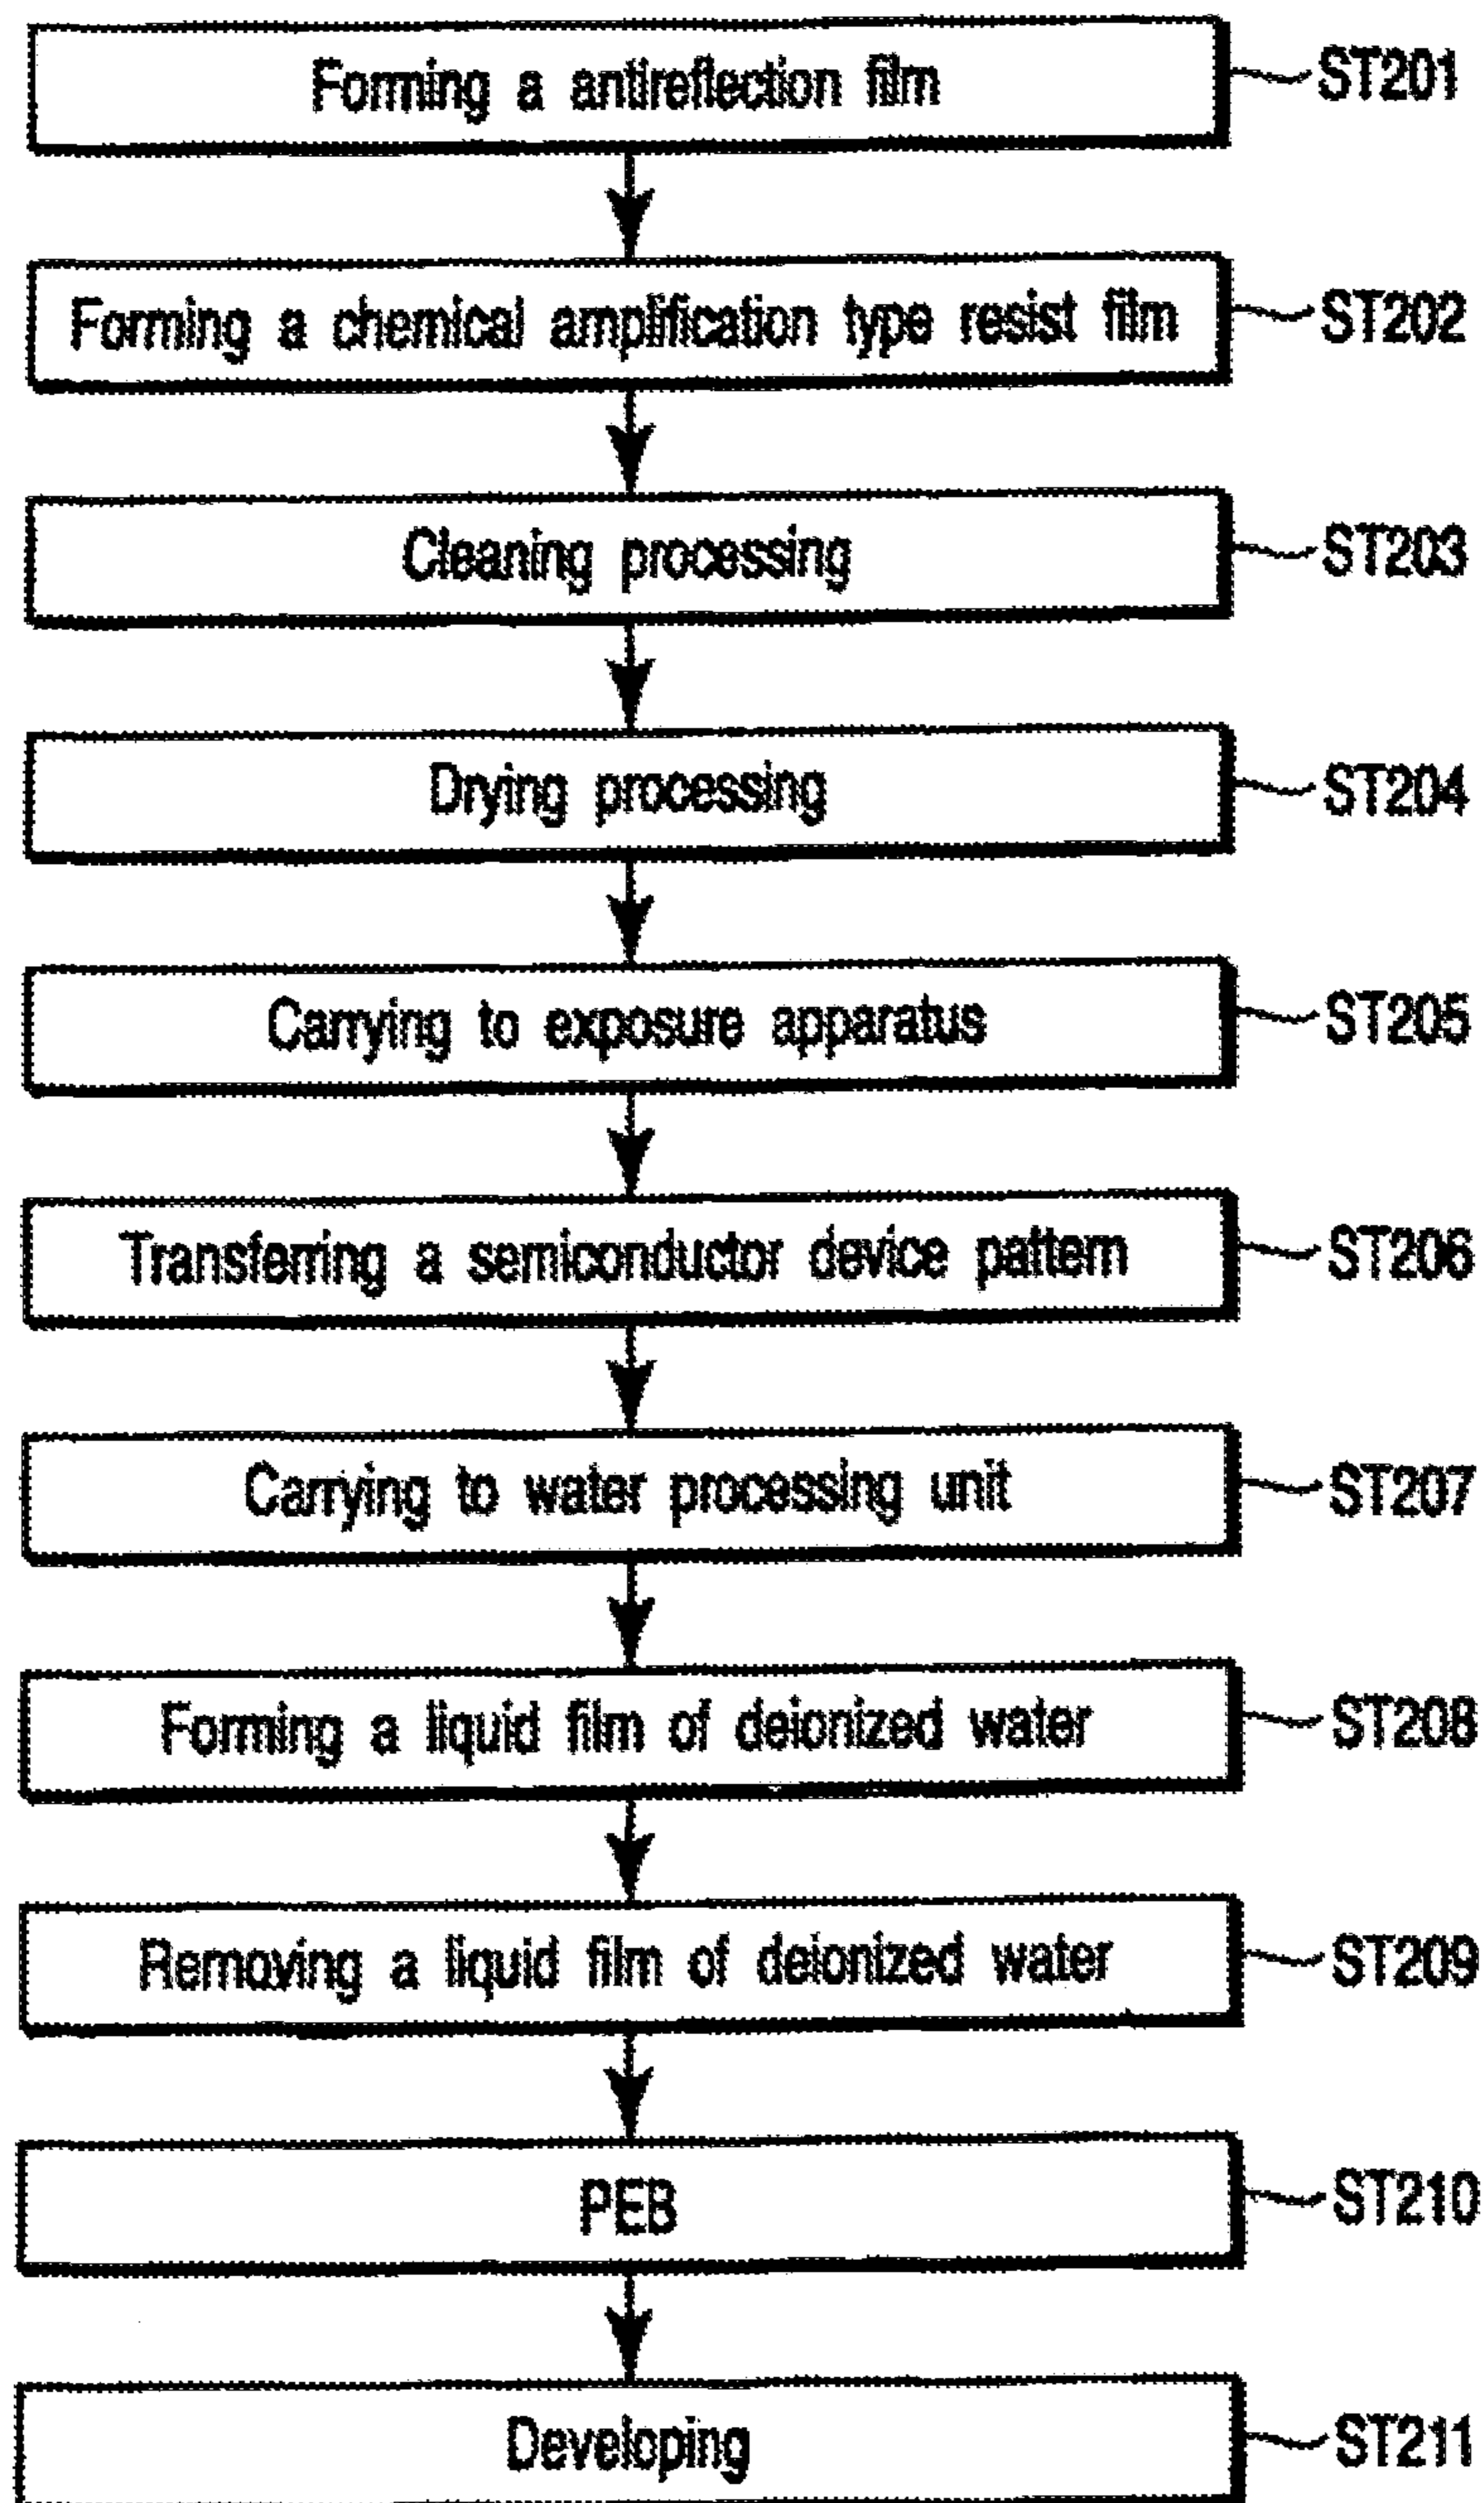 Forming a antireflection film ST201
Forming a chemical amplification type resist film ST202
Cleaning processing ST203
Drying processing ST204
Carrying to exposure apparatus ST205
Transferring a semiconductor device pattern ST206
Carrying to water processing unit ST207
Forming a liquid film of deionized water ST208
Removing a liquid film of deionized water ST209
PEB ST210
Developing ST211